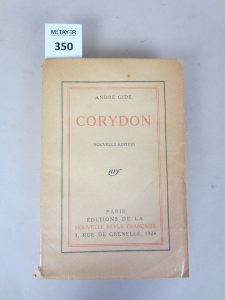 METAYER
350
ANDRÉ GIDE
CORYDON
NOUVELLE ÉDITION
nrf
PARIS
ÉDITIONS DE LA
NOUVELLE REVUE FRANÇAISE
3, RUE DE GRENELLE. 1924